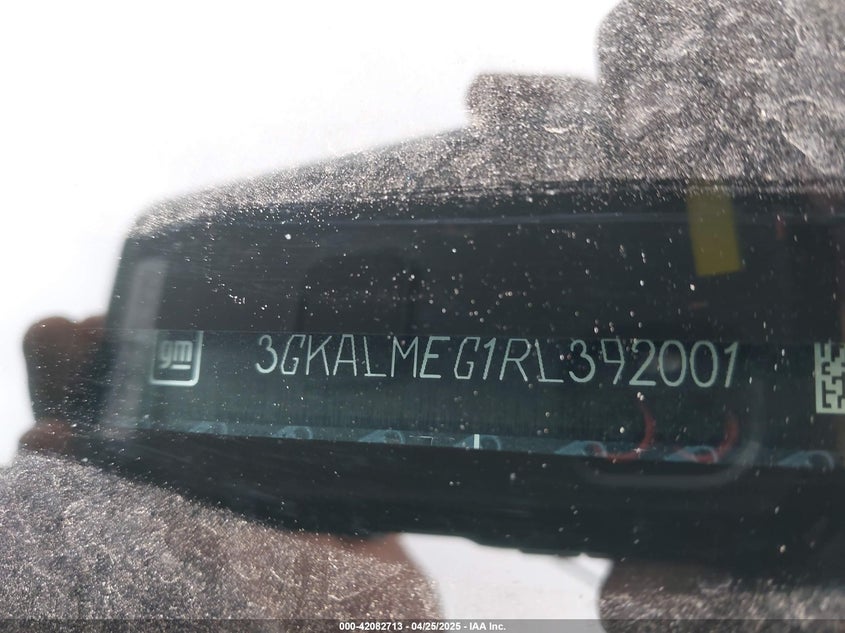 gm 3GKALMEG1RL392001
000-42082713 - 04/25/2025 - IAA Inc.